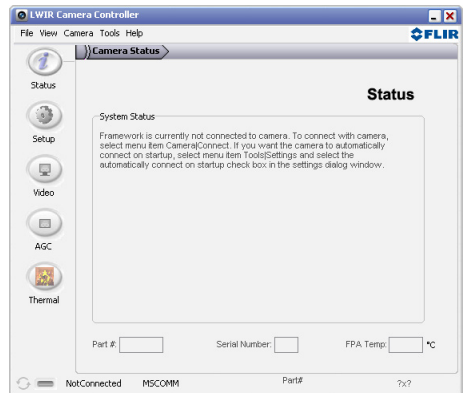 LWIR Camera Controller
File View Camera Tools Help
FLIR
Camera Status
Status
Status
System Status
Framework is currently not connected to camera. To connect with camera,
select menu item Camera|Connect. If you want the camera to automatically
connect on startup, select menu item Tools|Settings and select the
automatically connect on startup check box in the settings dialog window.
Setup
Video
AGC
Thermal
Part #: Serial Number: FPA Temp: °C
NotConnected MSCOMM Part# ?x?